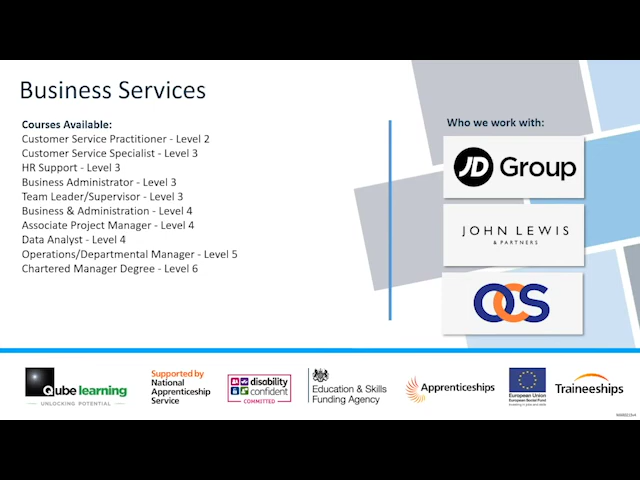 Business Services
Courses Available:
Customer Service Practitioner - Level 2
Customer Service Specialist - Level 3
HR Support - Level 3
Business Administrator - Level 3
Team Leader/Supervisor - Level 3
Business & Administration - Level 4
Associate Project Manager - Level 4
Data Analyst - Level 4
Operations/Departmental Manager - Level 5
Chartered Manager Degree - Level 6
Who we work with:
JD Group
JOHN LEWIS
& PARTNERS
OCS
Qube learning
UNLOCKING POTENTIAL
Supported by
National
Apprenticeship
Service
disability
confident
COMMITTED
Education & Skills
Funding Agency
Apprenticeships
European Union
European Social Fund
Traineeships